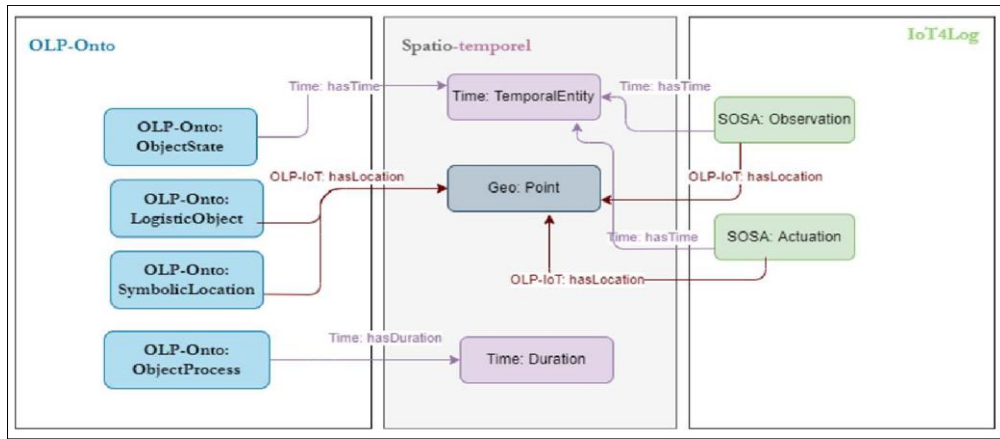 OLP-Onto
Spatio-temporel
IoT4Log
Time: hasTime
Time: TemporalEntity
Time: hasTime
OLP-Onto:
ObjectState
SOSA: Observation
OLP-IoT: hasLocation
Geo: Point
OLP-IoT: hasLocation
OLP-Onto:
LogisticObject
Time: hasTime
SOSA: Actuation
OLP-Onto:
SymbolicLocation
OLP-IoT: hasLocation
Time: hasDuration
OLP-Onto:
ObjectProcess
Time: Duration